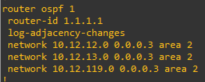 router ospf 1
router-id 1.1.1.1
log-adjacency-changes
network 10.12.12.0 0.0.0.3 area 2
network 10.12.13.0 0.0.0.3 area 2
network 10.12.119.0 0.0.0.3 area 2
!